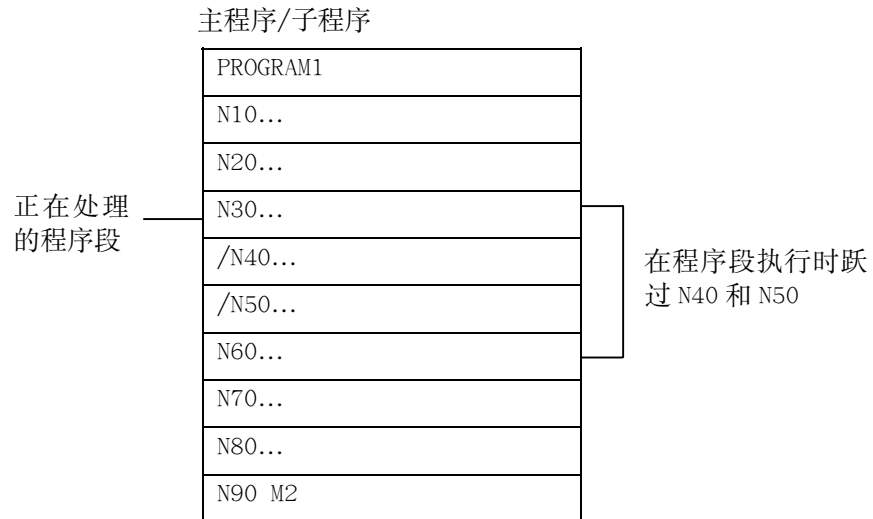 主程序/子程序
PROGRAM1
N10...
N20...
正在处理
的程序段
N30...
/N40...
/N50...
N60...
N70...
N80...
N90 M2
在程序段执行时跃
过 N40 和 N50